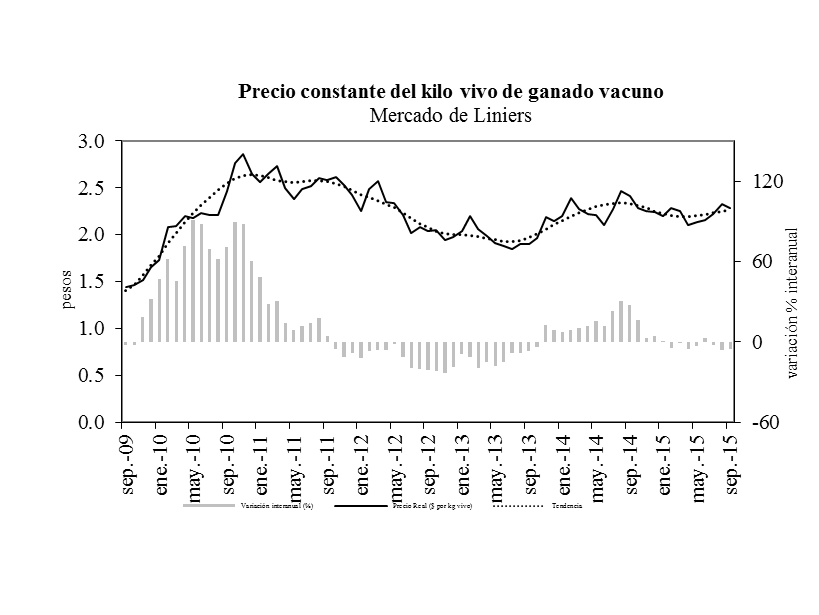 Precio constante del kilo vivo de ganado vacuno
Mercado de Liniers
3.0
2.5
2.0
1.5
1.0
0.5
0.0
pesos
120
60
0
-60
variación % interanual
sep.-09
ene.-10
may.-10
sep.-10
ene.-11
may.-11
sep.-11
ene.-12
may.-12
sep.-12
ene.-13
may.-13
sep.-13
ene.-14
may.-14
sep.-14
ene.-15
may.-15
sep.-15
Variación interanual (%)
Precio Real ($ por kg vivo)
Tendencia